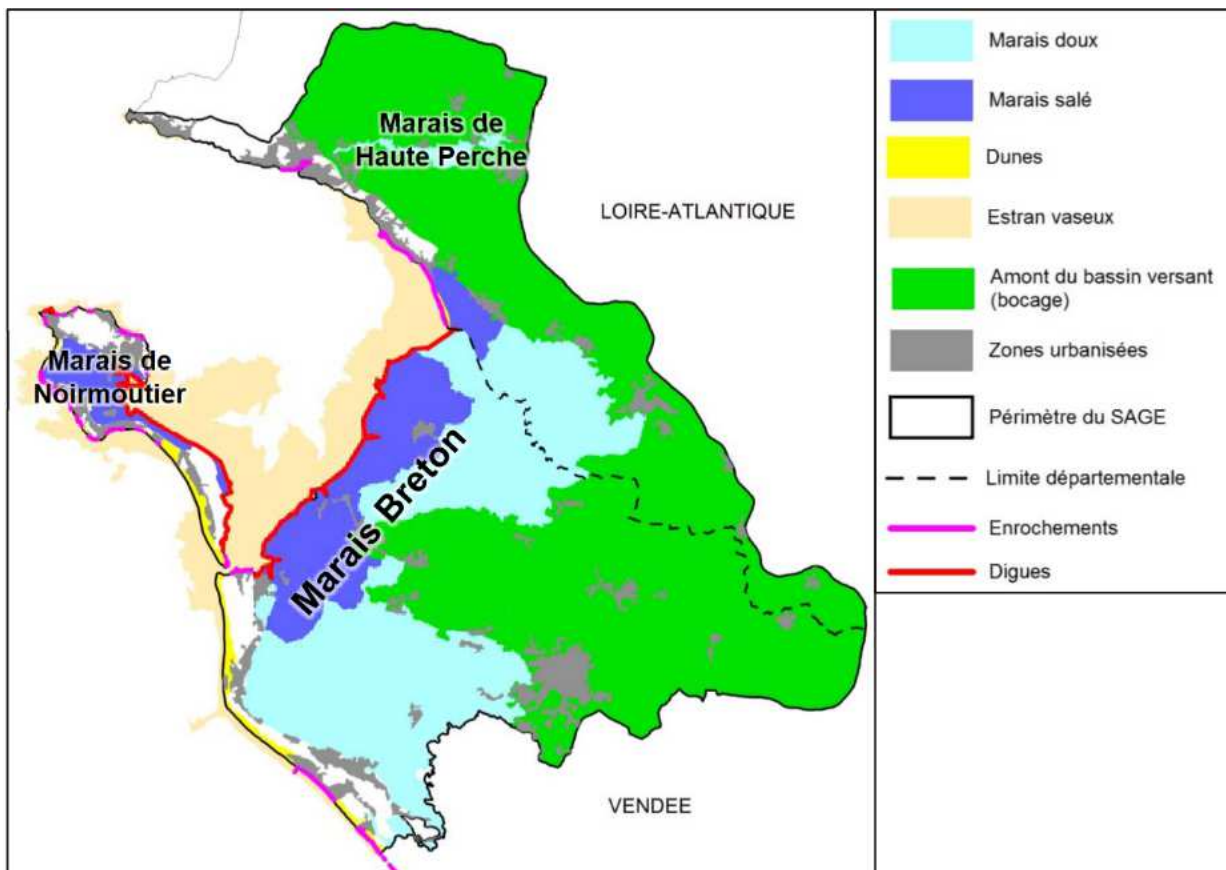 Marais de
Haute Perche
LOIRE-ATLANTIQUE
Marais de
Noirmoutier
Marais Breton
VENDEE
Marais doux
Marais salé
Dunes
Estran vaseux
Amont du bassin versant
(bocage)
Zones urbanisées
Périmètre du SAGE
Limite départementale
Enrochements
Digues